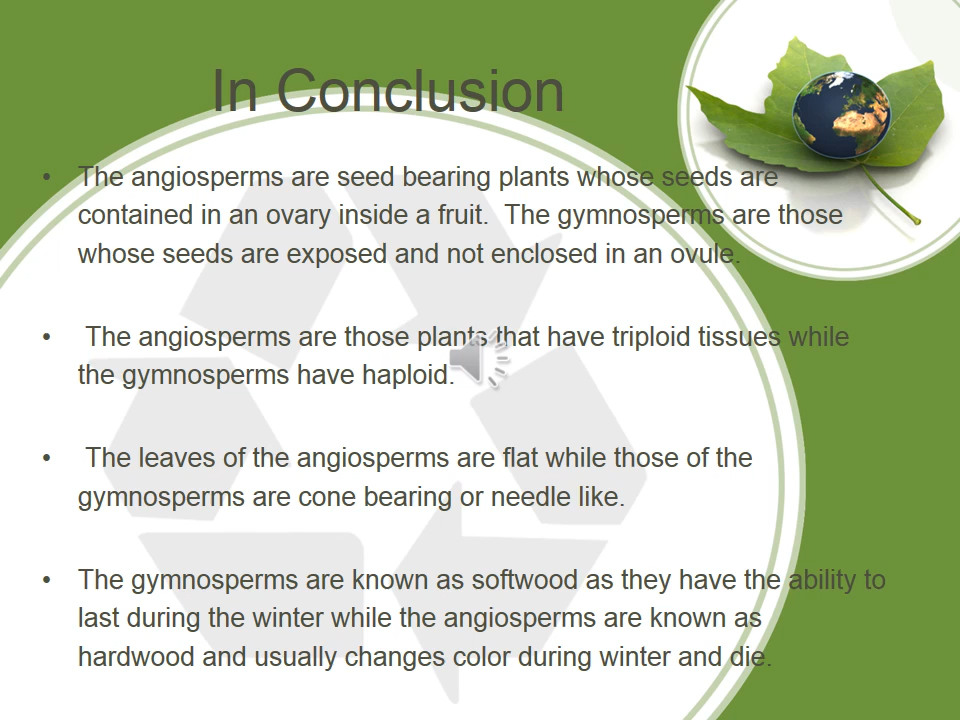 In Conclusion
• The angiosperms are seed bearing plants whose seeds are
contained in an ovary inside a fruit.  The gymnosperms are those
whose seeds are exposed and not enclosed in an ovule.
• The angiosperms are those plants that have triploid tissues while
the gymnosperms have haploid.
• The leaves of the angiosperms are flat while those of the
gymnosperms are cone bearing or needle like.
• The gymnosperms are known as softwood as they have the ability to
last during the winter while the angiosperms are known as
hardwood and usually changes color during winter and die.